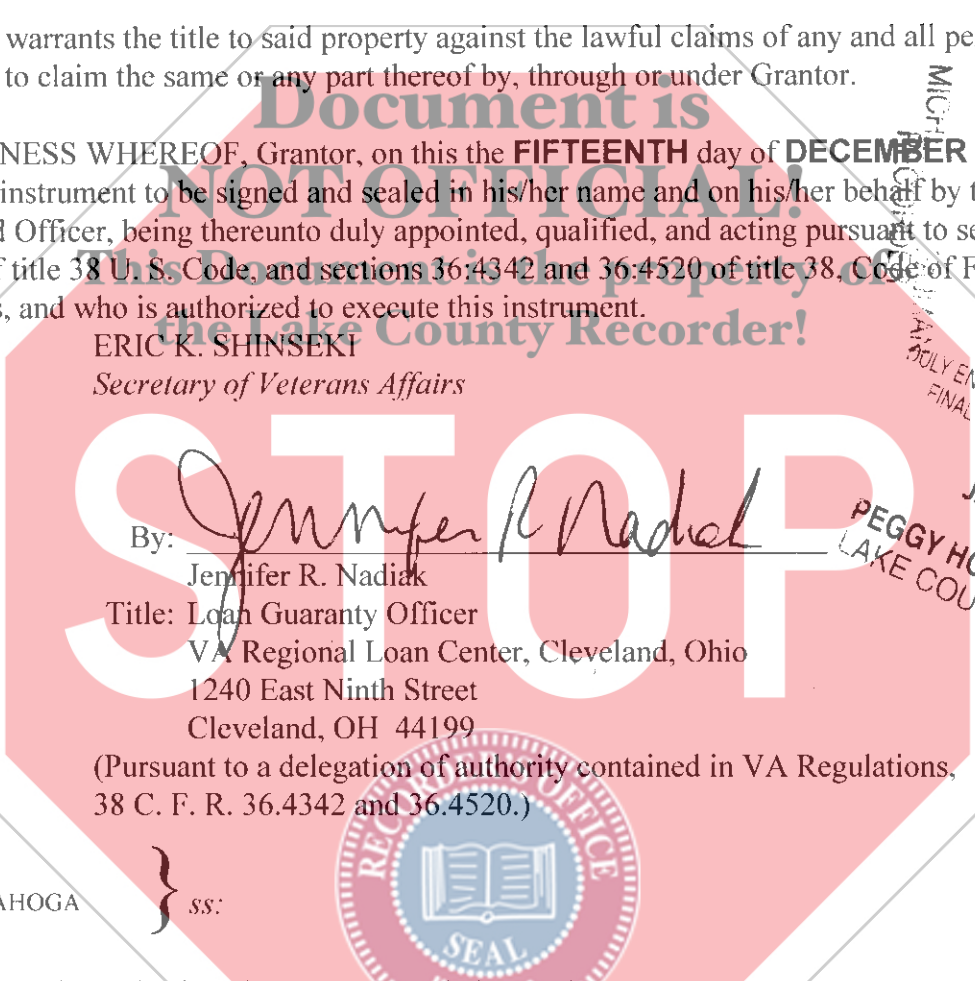 warrants the title to said property against the lawful claims of any and all pe
to claim the same or any part thereof by, through or under Grantor.
Document is
NESS WHEREOF, Grantor, on this the FIFTEENTH day of DECEMBER
NOT OFFICIAL!
instrument to be signed and sealed in his/her name and on his/her behalf by t
Officer, being thereunto duly appointed, qualified, and acting pursuant to se
This Document is the property of
title 38 U. S. Code, and sections 36:4342 and 36:4520 of title 38, Code of F
, and who is authorized to execute this instrument.
the Lake County Recorder!
ERIC K. SHINSEKI
Secretary of Veterans Affairs
DULY EN
FINAL
STOP
By: Jennifer R Nadiak
PEGGY HO
LAKE COU
Jennifer R. Nadiak
Title: Loan Guaranty Officer
VA Regional Loan Center, Cleveland, Ohio
1240 East Ninth Street
Cleveland, OH 44199
(Pursuant to a delegation of authority contained in VA Regulations,
38 C. F. R. 36.4342 and 36.4520.)
RECORDER'S OFFICE
AHOGA } ss:
SEAL